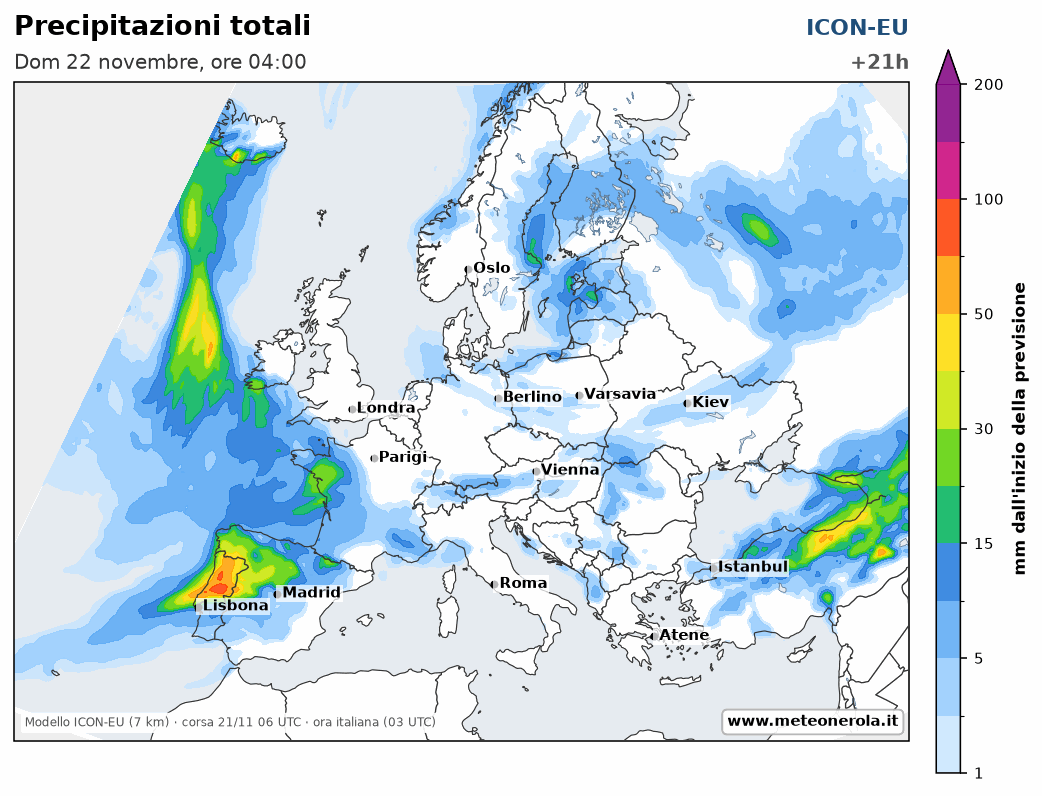 Precipitazioni totali
ICON-EU
Dom 22 novembre, ore 04:00
+21h
200
100
50
30
15
5
1
mm dall'inizio della previsione
Oslo
Berlino
Varsavia
Kiev
Londra
Parigi
Vienna
Istanbul
Roma
Madrid
Lisbona
Atene
Modello ICON-EU (7 km) · corsa 21/11 06 UTC · ora italiana (03 UTC)
www.meteonerola.it